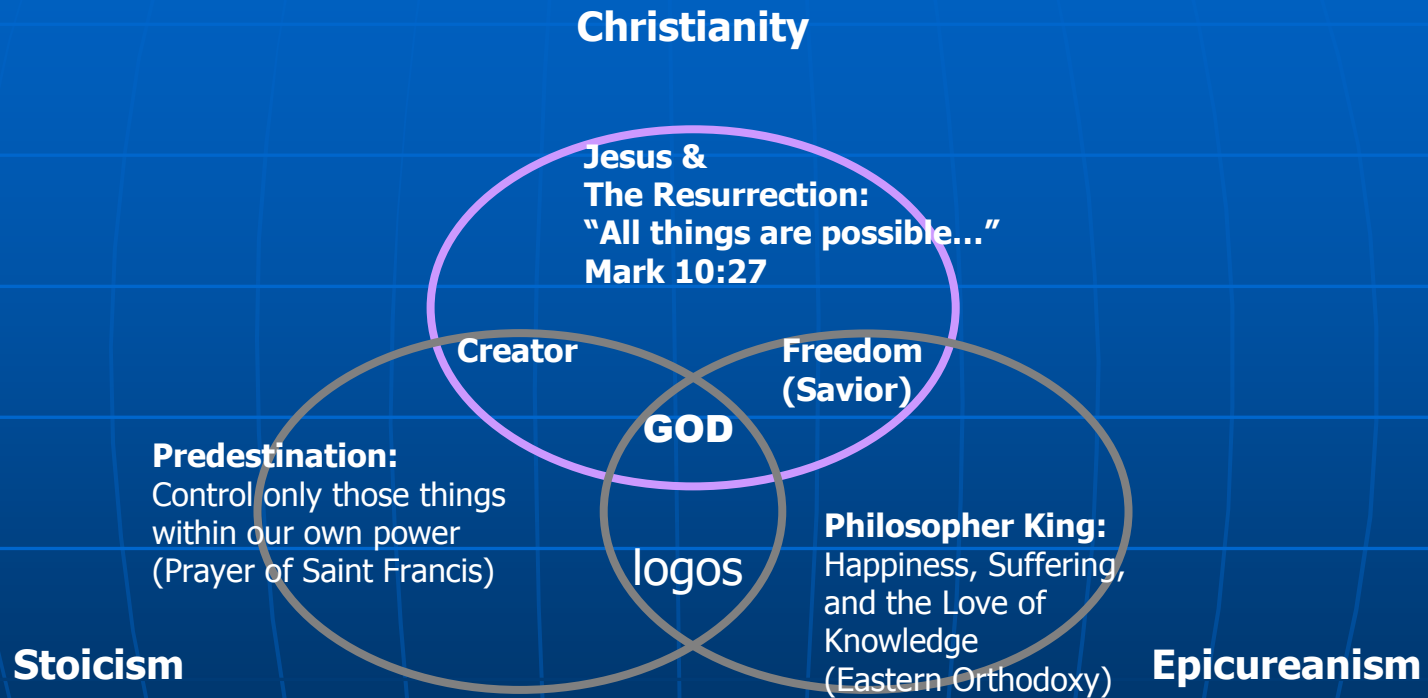 Christianity
Jesus &
The Resurrection:
“All things are possible…”
Mark 10:27
Creator
Freedom
(Savior)
GOD
Predestination:
Control only those things
within our own power
(Prayer of Saint Francis)
logos
Philosopher King:
Happiness, Suffering,
and the Love of
Knowledge
(Eastern Orthodoxy)
Stoicism
Epicureanism